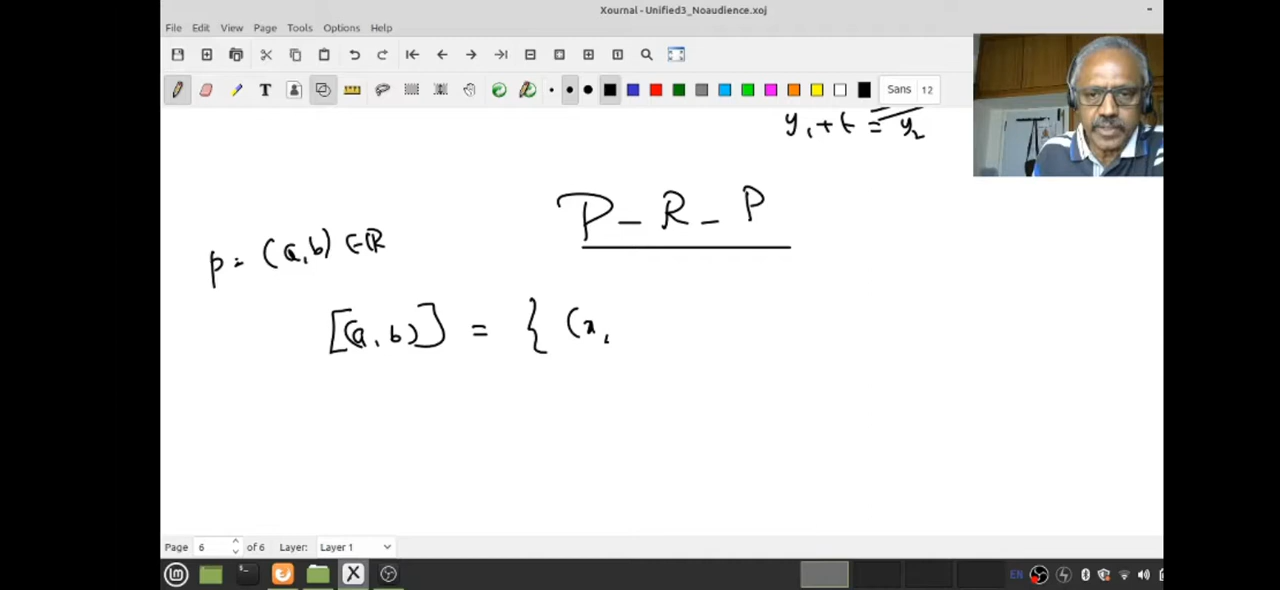 Xournal - Unified3_Noaudience.xoj
File Edit View Page Tools Options Help
Sans 12
y₁ + t = y₂
P - R - P
p = (a, b) ∈ ℝ
[(a, b)] = { (x,
Page 6 of 6 Layer: Layer 1
EN